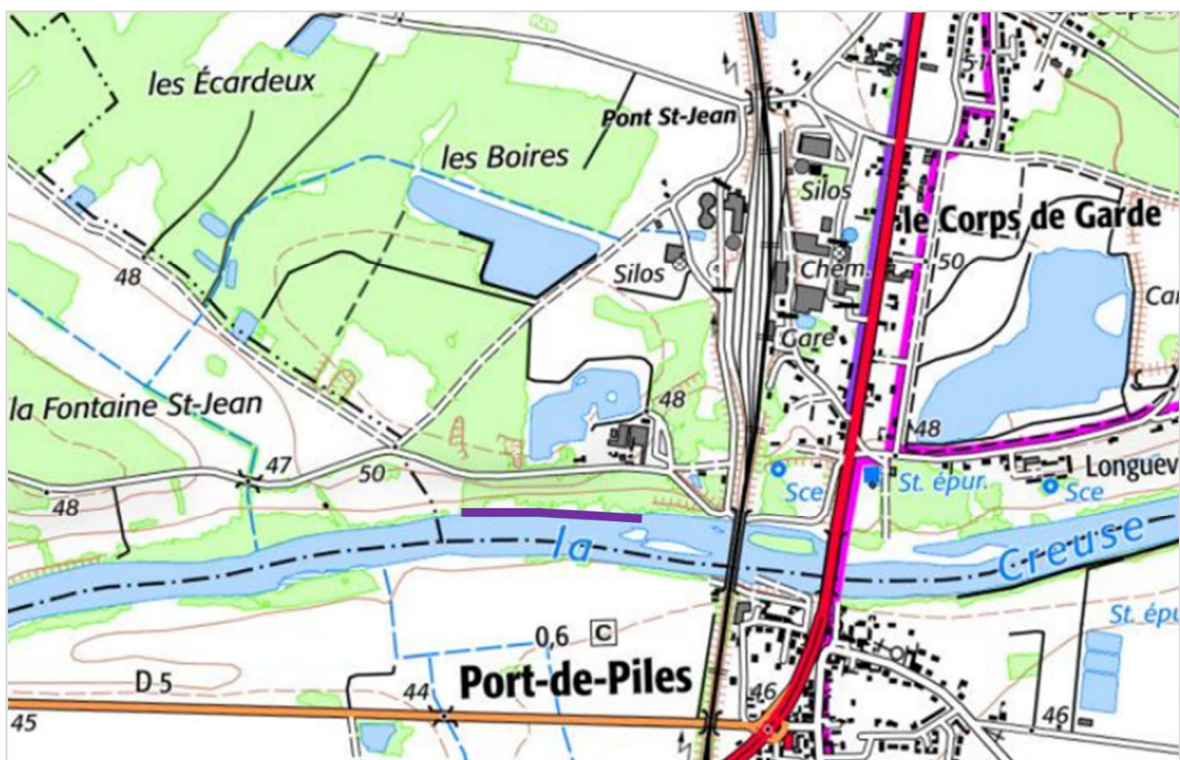 les Écardeux
Pont St-Jean
les Boires
51
Silos
le Corps de Garde
48
Silos
Chem.
50
Gare
la Fontaine St-Jean
48
48
47
50
48
Sce
St. épur.
Longuev
Sce
la
Creuse
0,6 C
St. épu
D 5
Port-de-Piles
44
46
45
46